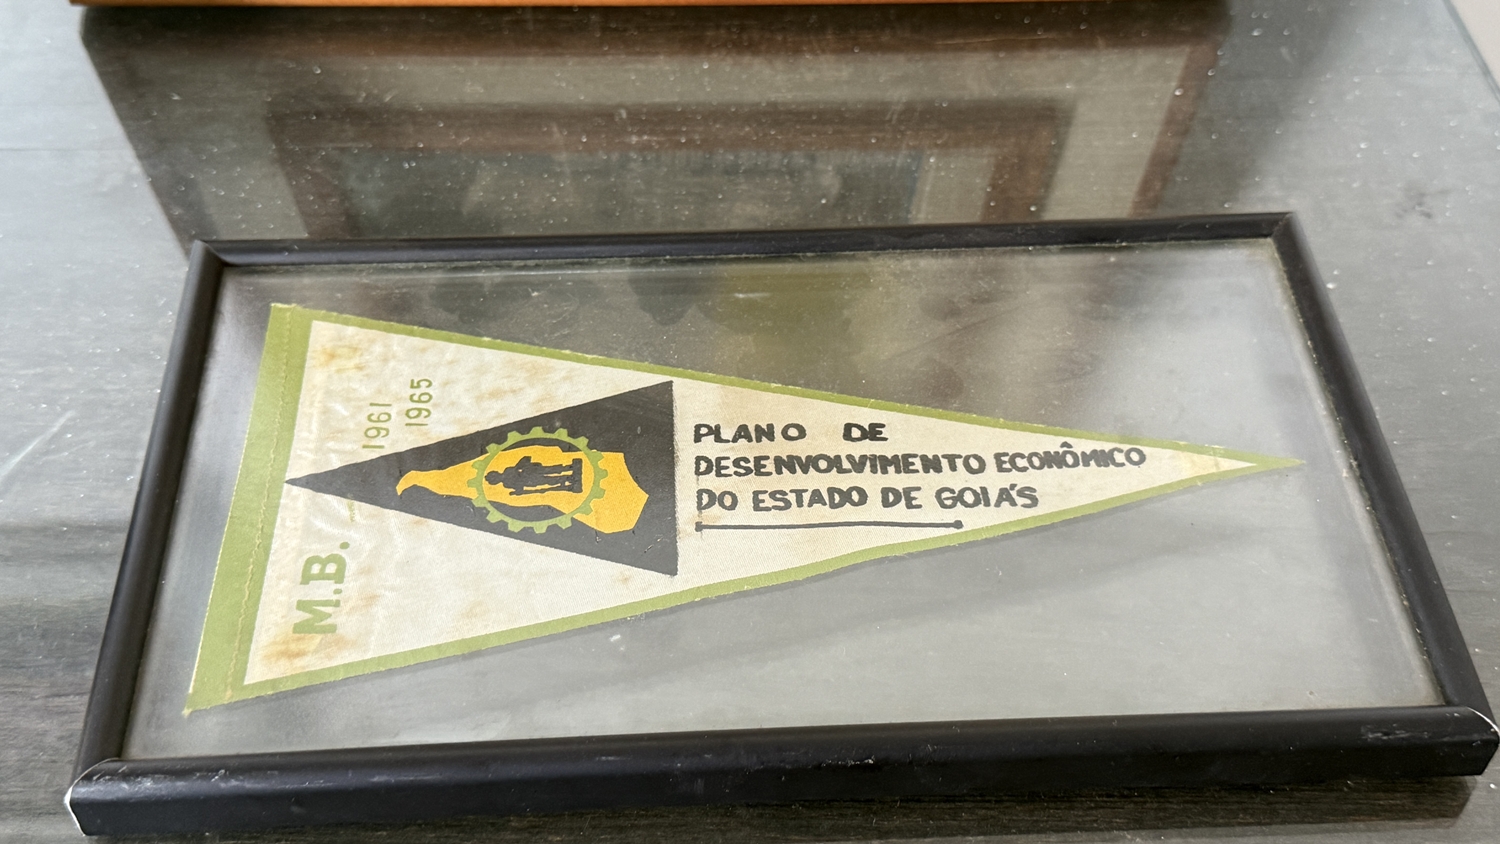 M.B.
1961
1965
PLANO DE
DESENVOLVIMENTO ECONÔMICO
DO ESTADO DE GOIÁS